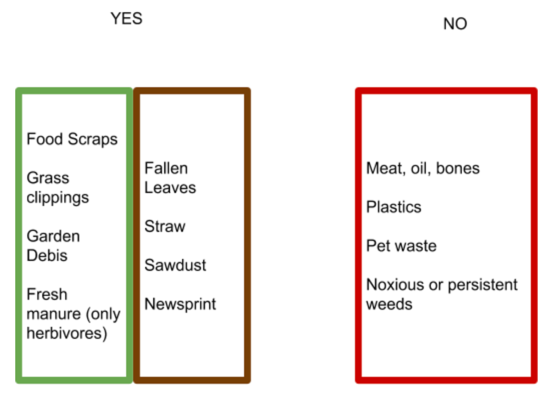 YES
NO
Food Scraps
Grass
clippings
Garden
Debis
Fresh
manure (only
herbivores)
Fallen
Leaves
Straw
Sawdust
Newsprint
Meat, oil, bones
Plastics
Pet waste
Noxious or persistent
weeds